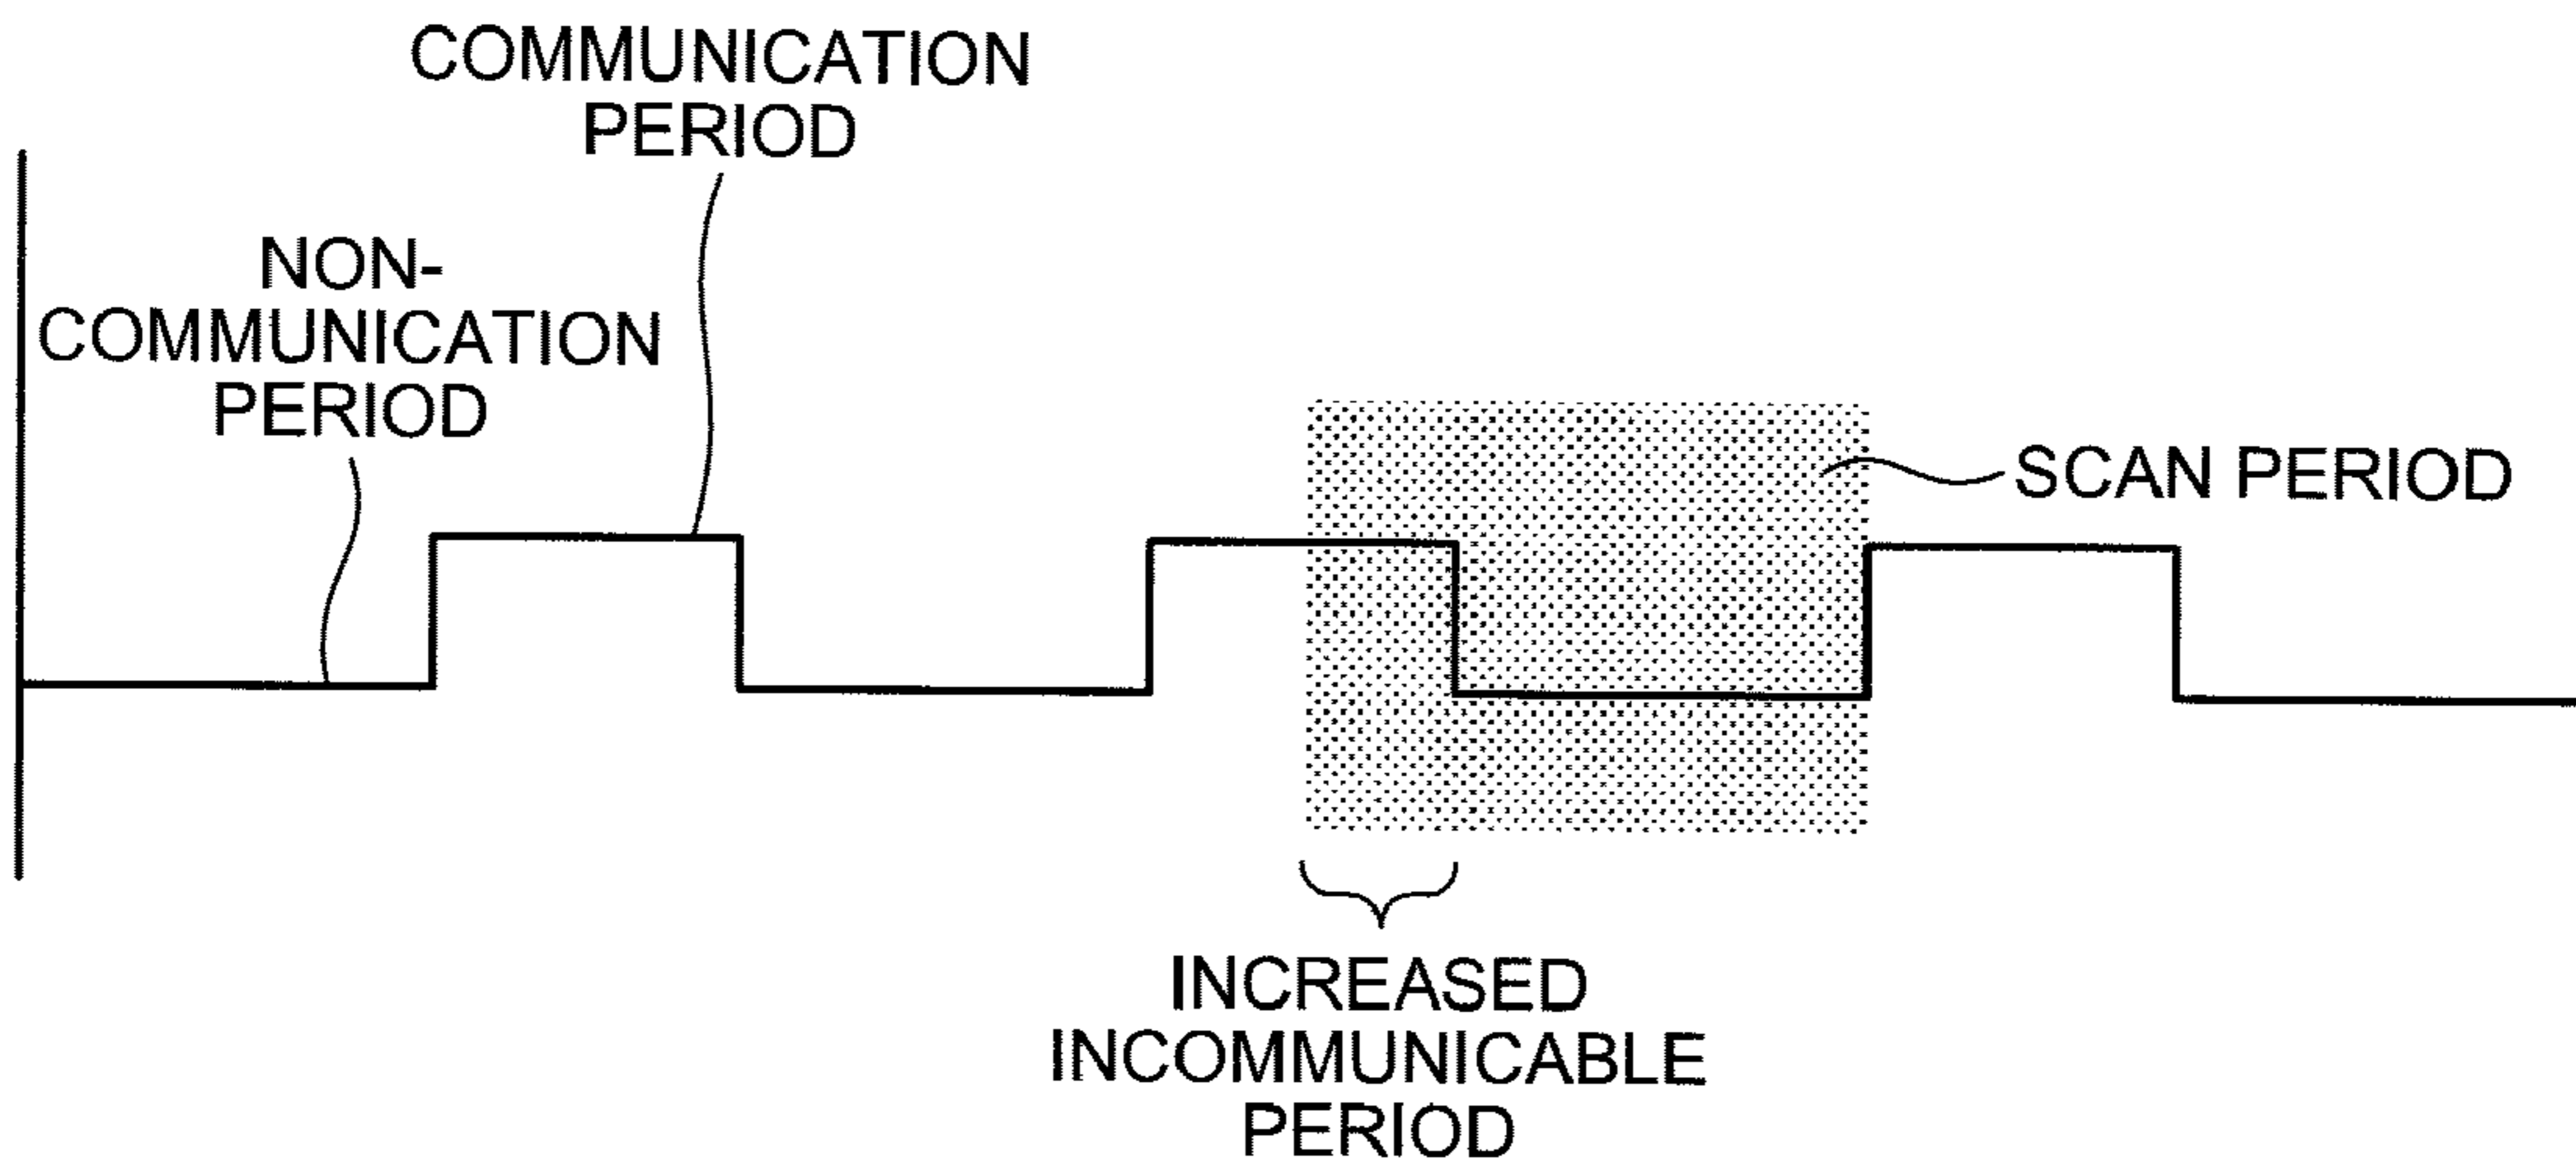 COMMUNICATION
PERIOD
NON-
COMMUNICATION
PERIOD
SCAN PERIOD
INCREASED
INCOMMUNICABLE
PERIOD